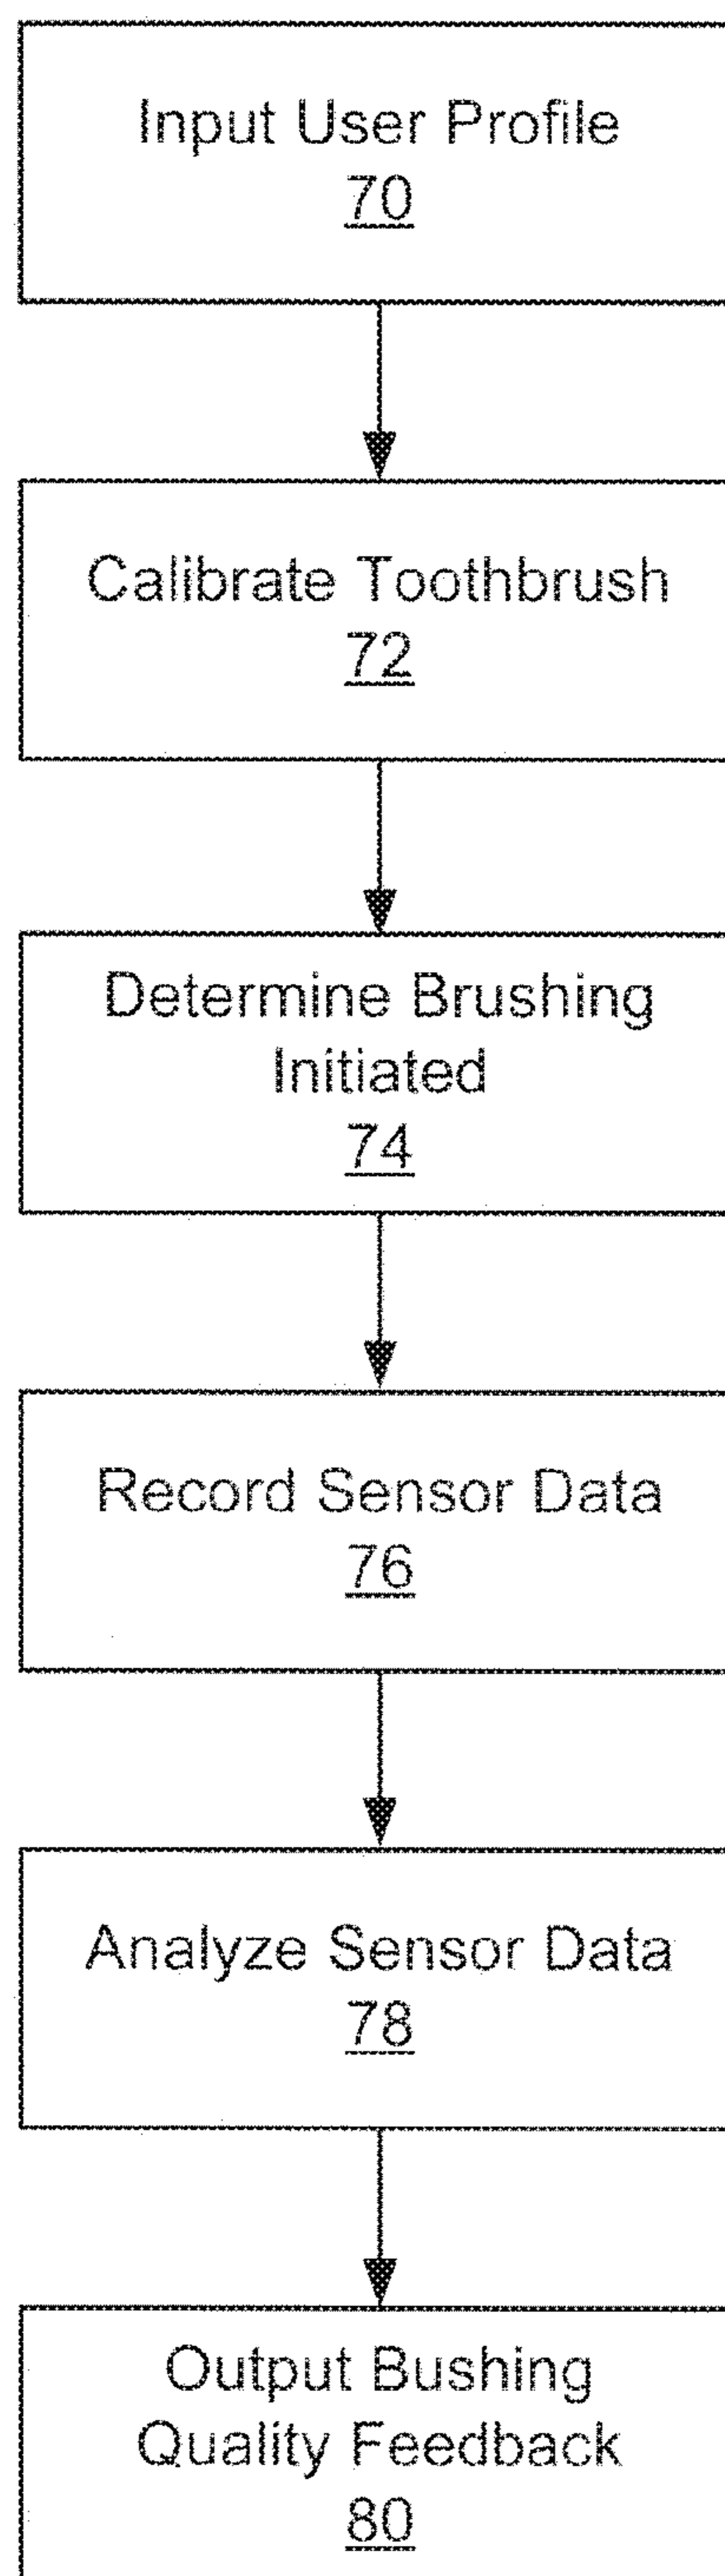 Input User Profile
70
Calibrate Toothbrush
72
Determine Brushing
Initiated
74
Record Sensor Data
76
Analyze Sensor Data
78
Output Bushing
Quality Feedback
80